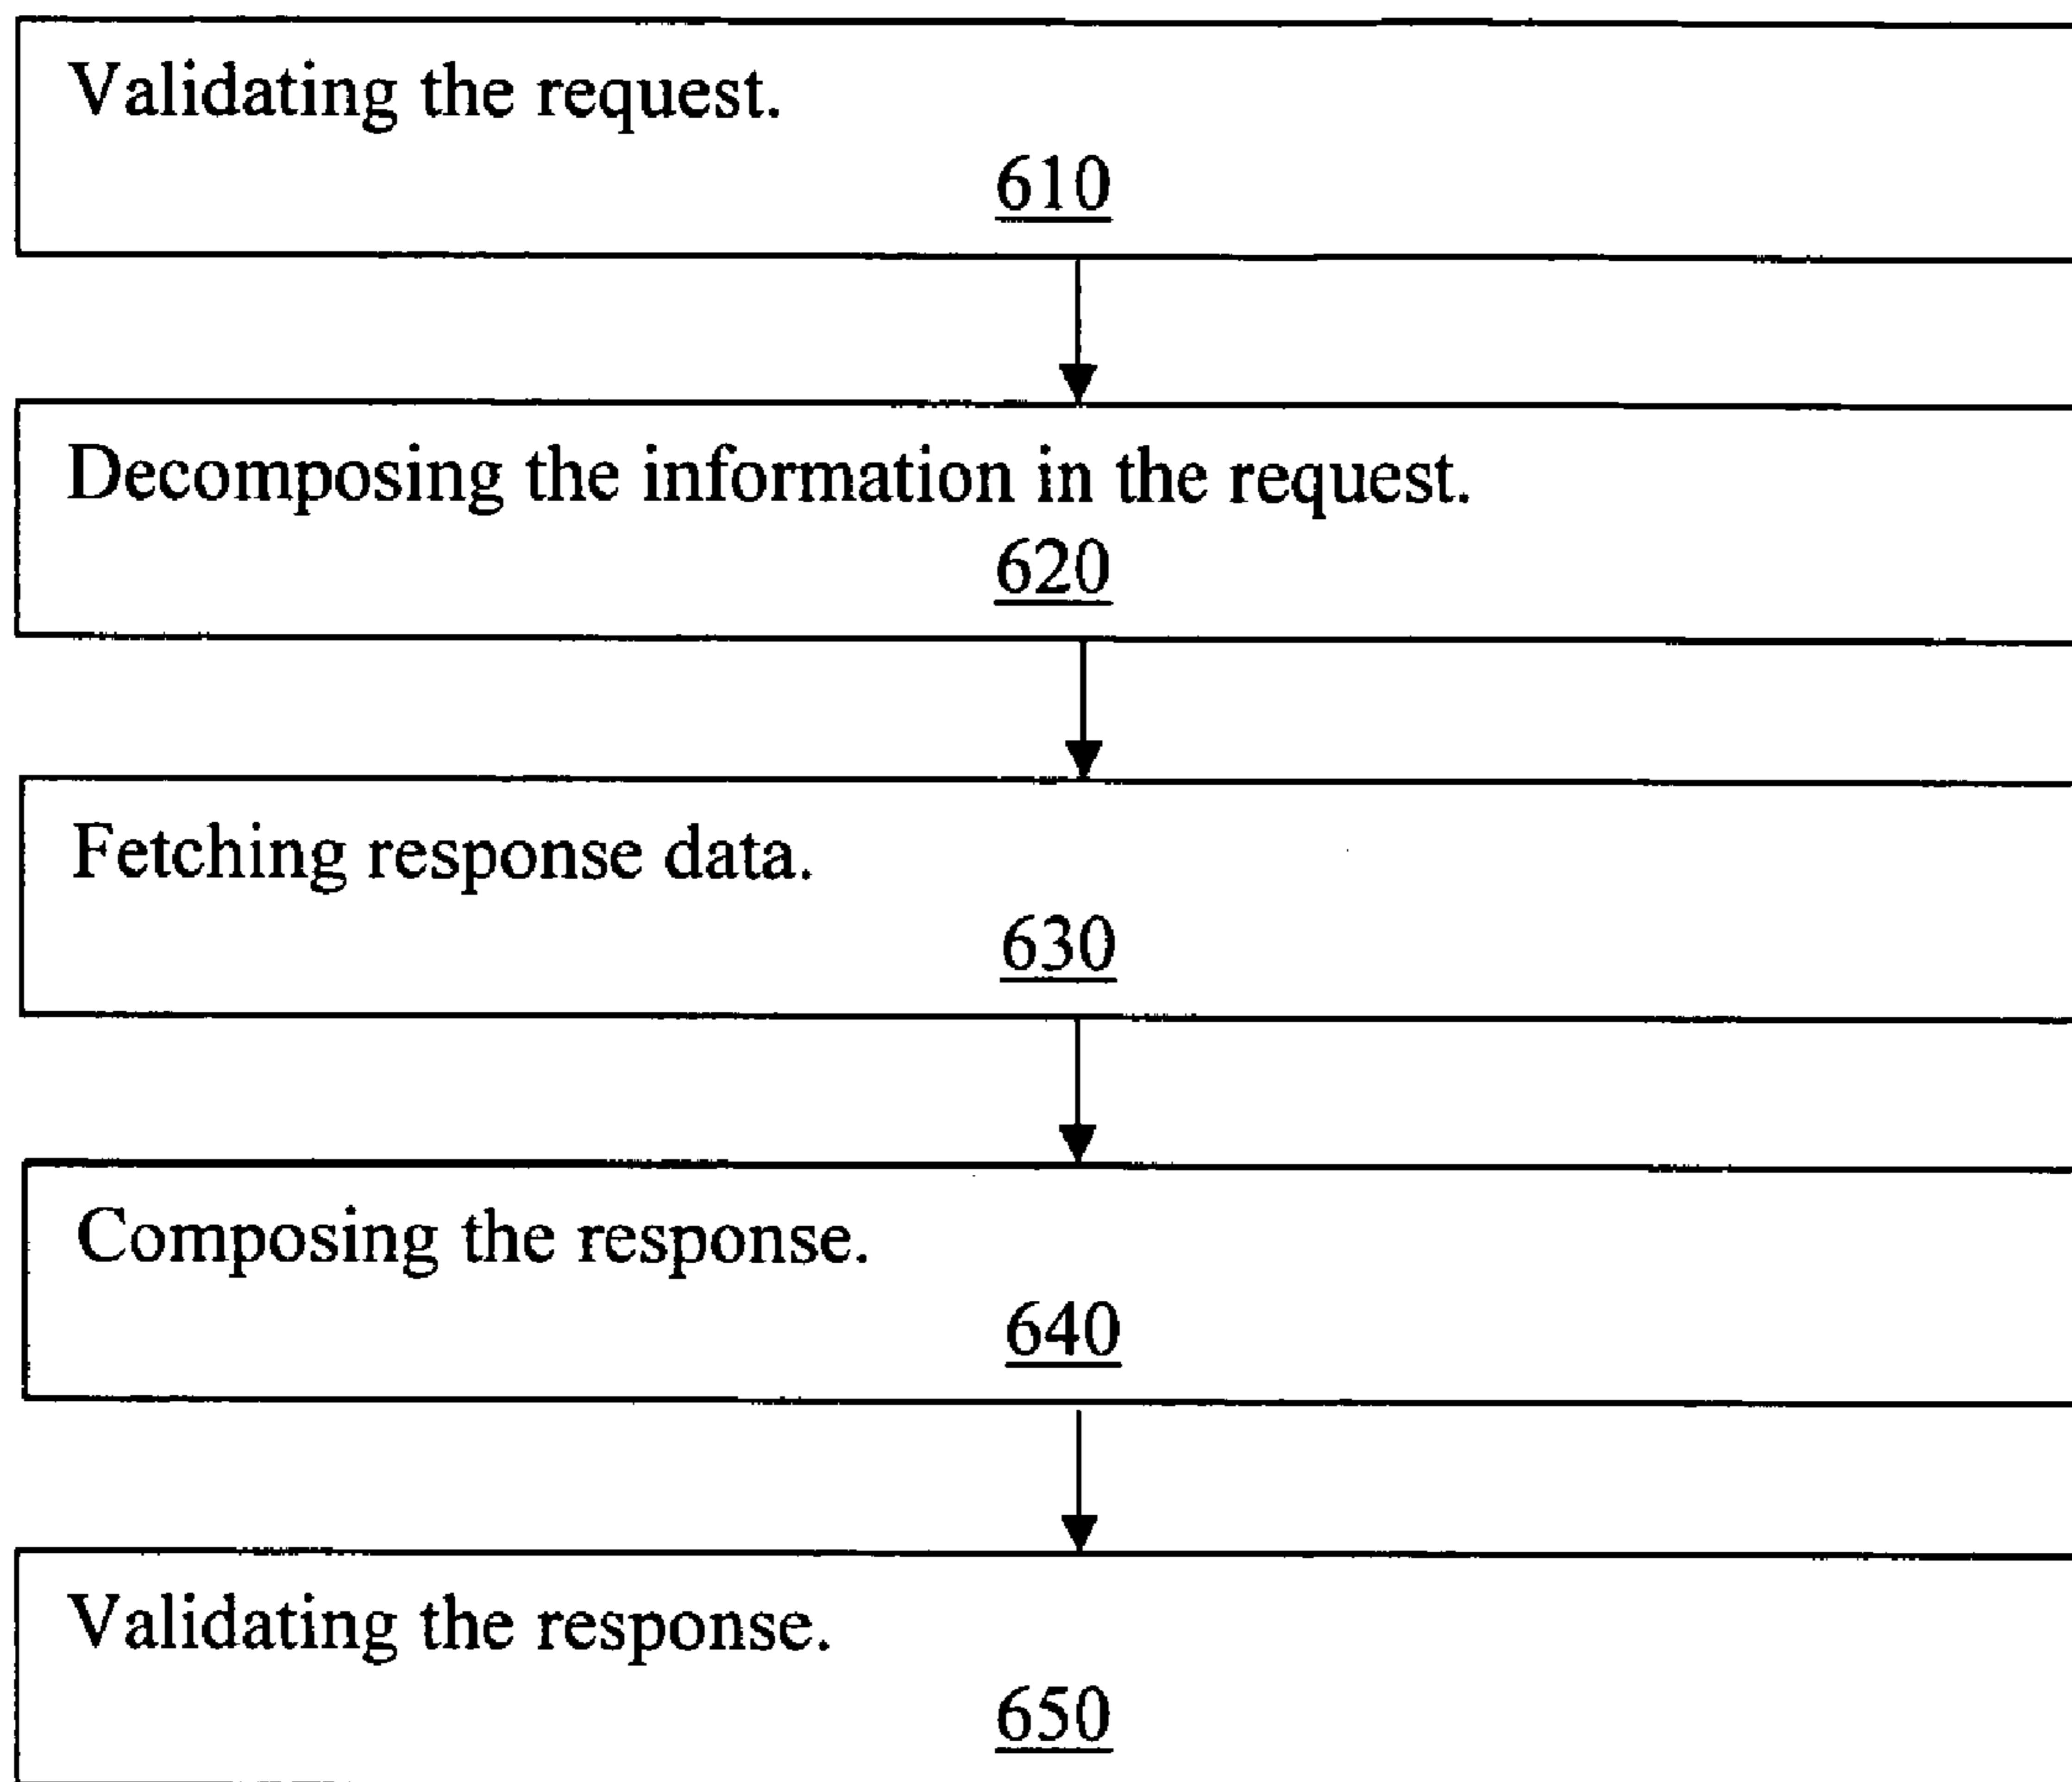 Validating the request.
610
Decomposing the information in the request.
620
Fetching response data.
630
Composing the response.
640
Validating the response.
650